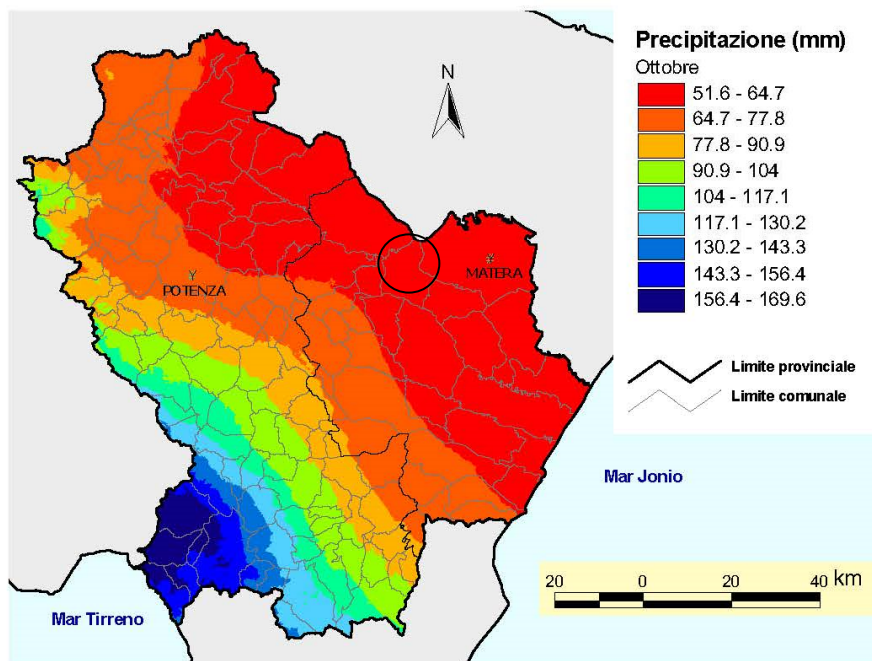 Precipitazione (mm)
Ottobre
51.6 - 64.7
64.7 - 77.8
77.8 - 90.9
90.9 - 104
104 - 117.1
117.1 - 130.2
130.2 - 143.3
143.3 - 156.4
156.4 - 169.6
N
POTENZA
MATERA
Limite provinciale
Limite comunale
Mar Jonio
Mar Tirreno
20 0 20 40 km